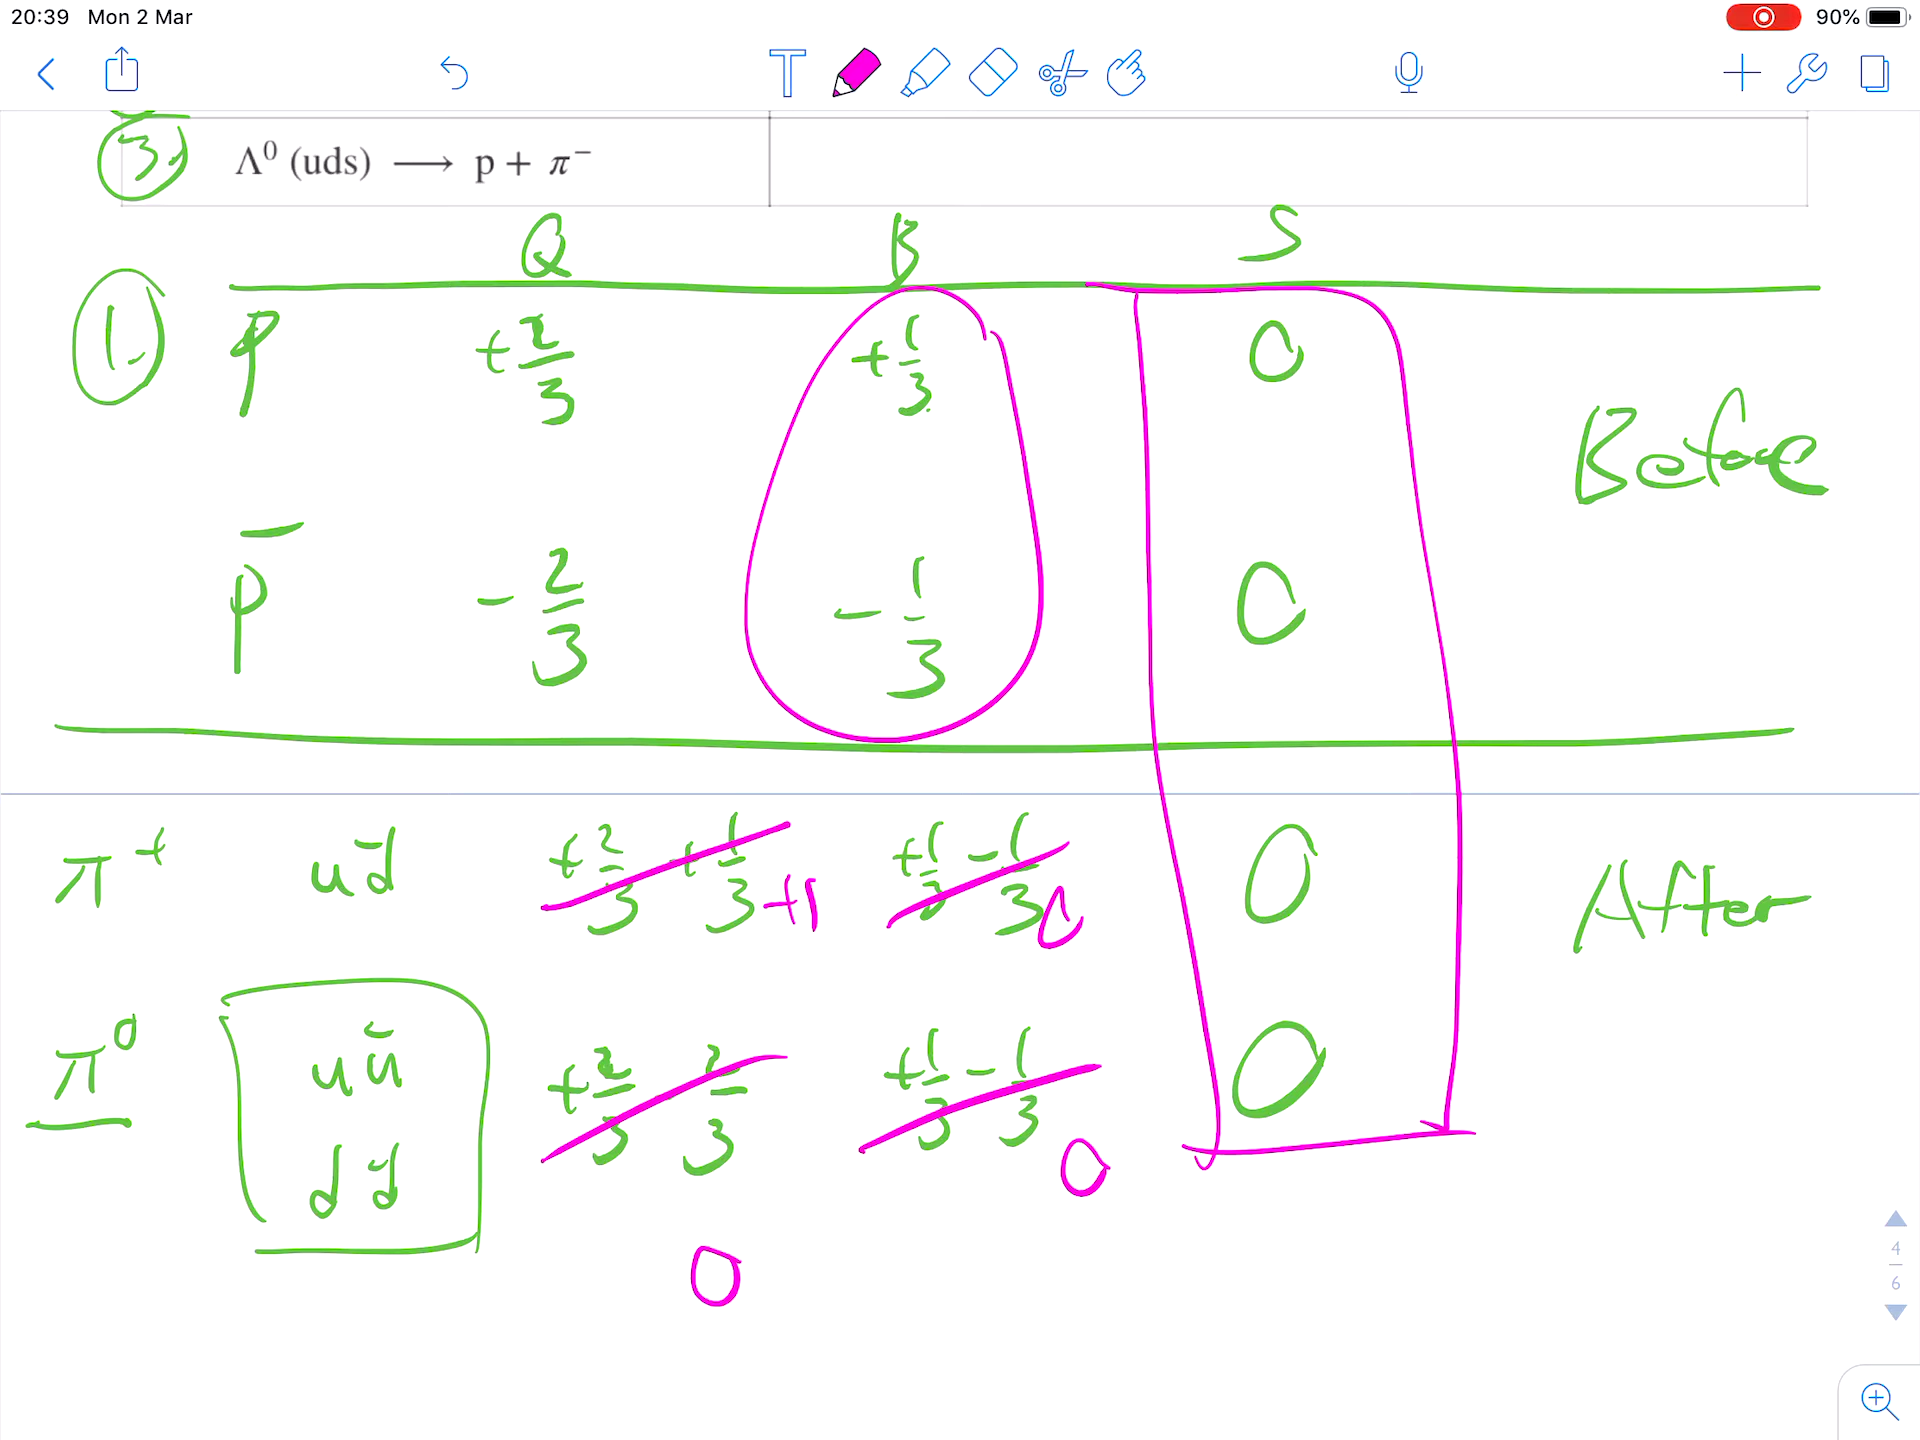 20:39 Mon 2 Mar 90%
T
3. Λ⁰ (uds) ⟶ p + π⁻
Q B S
1. p +2/3 +1/3 0
Before
p̄ -2/3 -1/3 0
π⁺ ud̄ +2/3 +1/3 +1 +1/3 -1/3 0 0 After
π⁰ uū +2/3 -2/3 +1/3 -1/3 0 0
dd̄
0
4
6